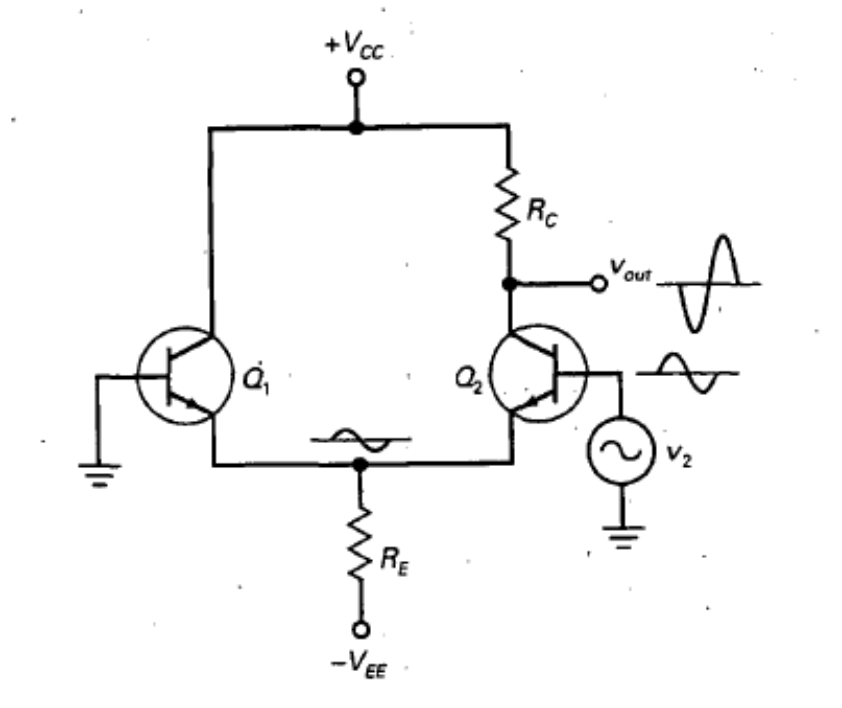 +V_CC
R_C
v_out
Q_1
Q_2
v_2
R_E
-V_EE